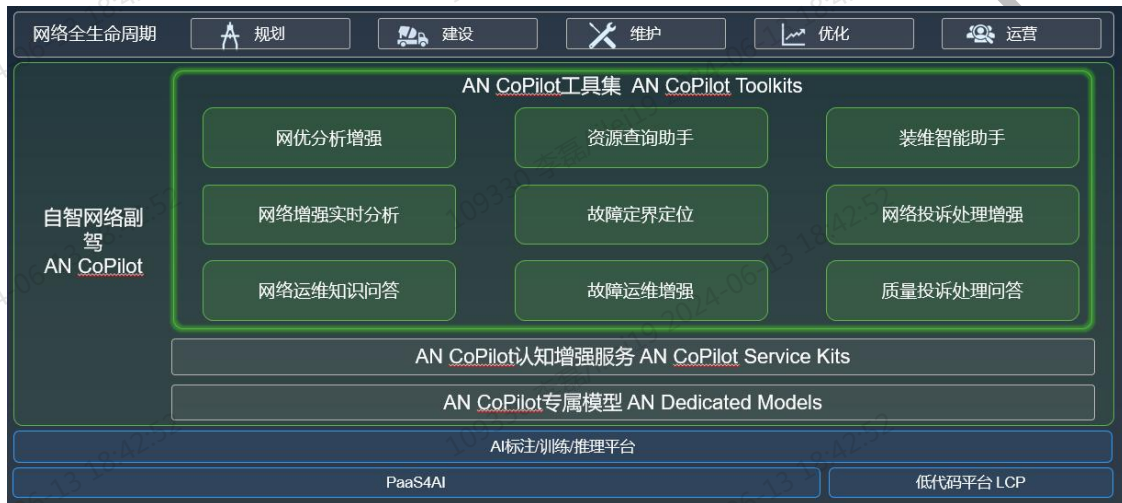 网络全生命周期
规划
建设
维护
优化
运营
AN CoPilot工具集 AN CoPilot Toolkits
网优分析增强
资源查询助手
装维智能助手
自智网络副
驾
AN CoPilot
网络增强实时分析
故障定界定位
网络投诉处理增强
网络运维知识问答
故障运维增强
质量投诉处理问答
AN CoPilot认知增强服务 AN CoPilot Service Kits
AN CoPilot专属模型 AN Dedicated Models
AI标注/训练/推理平台
PaaS4AI
低代码平台 LCP